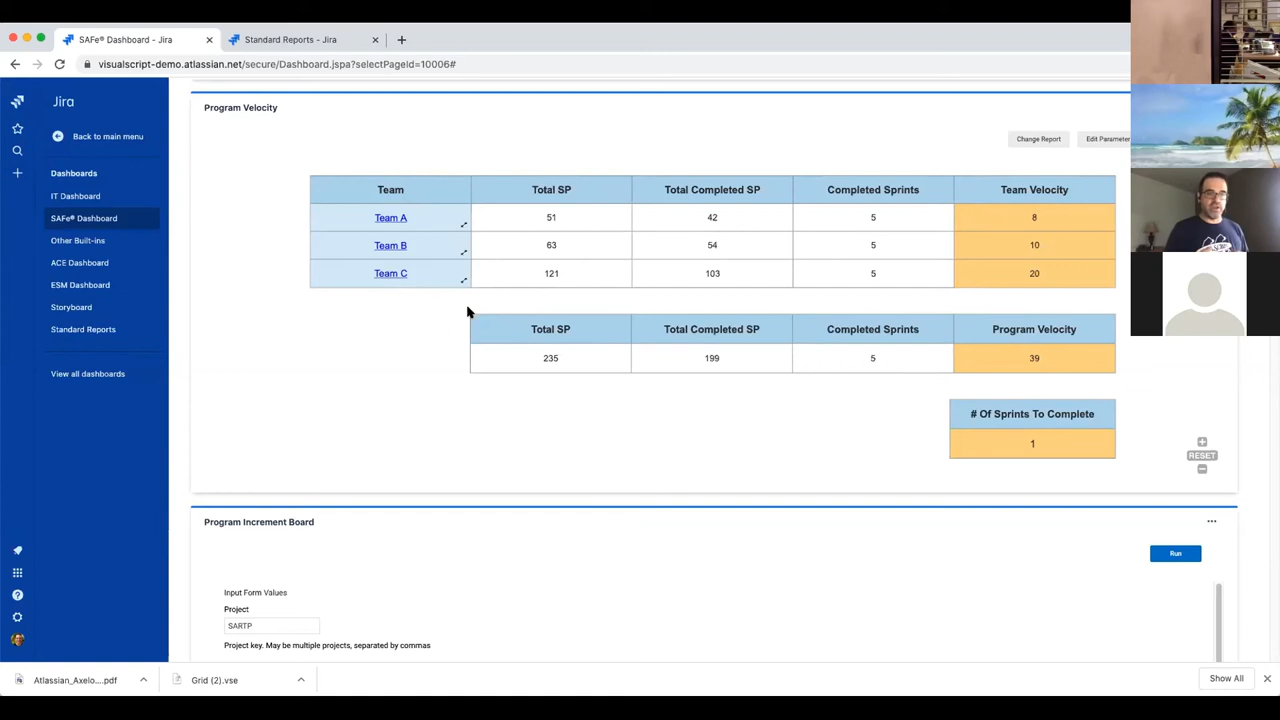 SAFe® Dashboard - Jira
Standard Reports - Jira
visualscript-demo.atlassian.net/secure/Dashboard.jspa?selectPageId=10006#
Jira
Back to main menu
Dashboards
IT Dashboard
SAFe® Dashboard
Other Built-ins
ACE Dashboard
ESM Dashboard
Storyboard
Standard Reports
View all dashboards
Program Velocity
Change Report
Edit Parameter
Team Total SP Total Completed SP Completed Sprints Team Velocity
Team A 51 42 5 8
Team B 63 54 5 10
Team C 121 103 5 20
Total SP Total Completed SP Completed Sprints Program Velocity
235 199 5 39
# Of Sprints To Complete
1
RESET
Program Increment Board
Run
Input Form Values
Project
SARTP
Project key. May be multiple projects, separated by commas
Atlassian_Axelo....pdf
Grid (2).vse
Show All